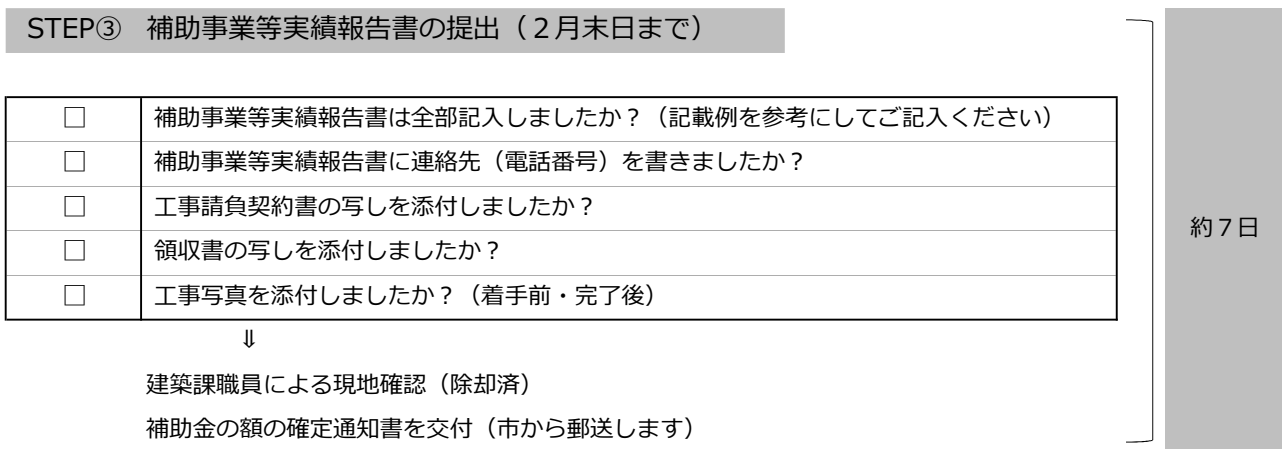 STEP③　補助事業等実績報告書の提出（２月末日まで）
□　補助事業等実績報告書は全部記入しましたか？（記載例を参考にしてご記入ください）
□　補助事業等実績報告書に連絡先（電話番号）を書きましたか？
□　工事請負契約書の写しを添付しましたか？
□　領収書の写しを添付しましたか？
□　工事写真を添付しましたか？（着手前・完了後）
⇓
建築課職員による現地確認（除却済）
補助金の額の確定通知書を交付（市から郵送します）
約７日